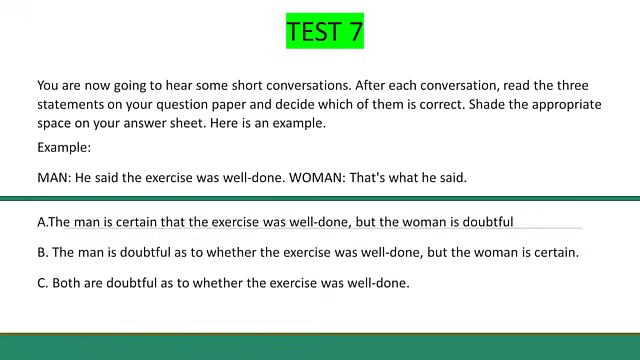 TEST 7
You are now going to hear some short conversations. After each conversation, read the three
statements on your question paper and decide which of them is correct. Shade the appropriate
space on your answer sheet. Here is an example.
Example:
MAN: He said the exercise was well-done. WOMAN: That's what he said.
A.The man is certain that the exercise was well-done, but the woman is doubtful
B. The man is doubtful as to whether the exercise was well-done, but the woman is certain.
C. Both are doubtful as to whether the exercise was well-done.